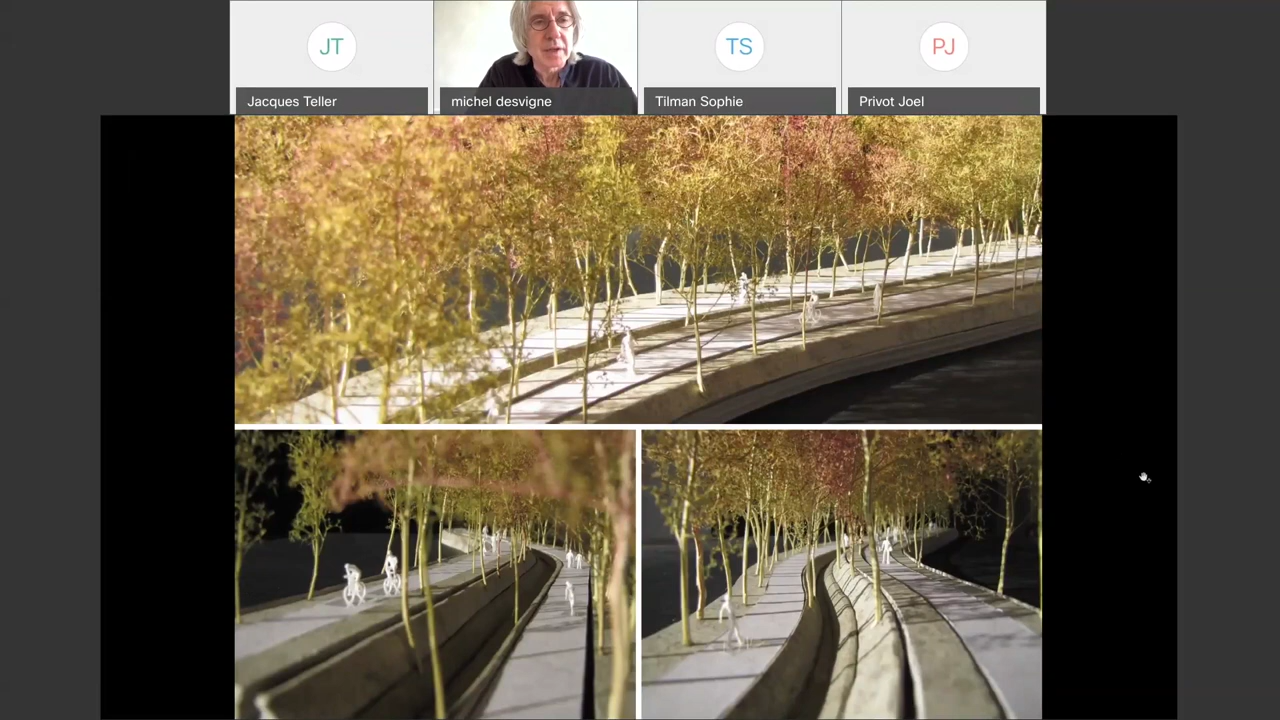 JT
TS
PJ
Jacques Teller
michel desvigne
Tilman Sophie
Privot Joel